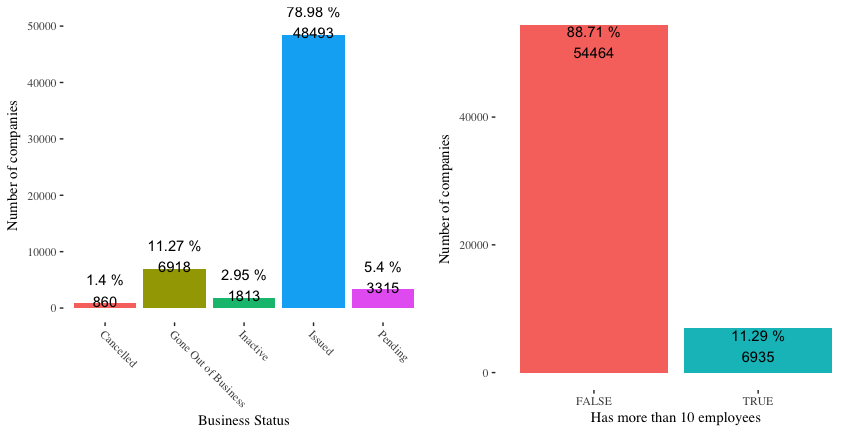 Number of companies
50000
40000
30000
20000
10000
0
1.4 %
860
11.27 %
6918
2.95 %
1813
78.98 %
48493
5.4 %
3315
Cancelled
Gone Out of Business
Inactive
Issued
Pending
Business Status
Number of companies
40000
20000
0
88.71 %
54464
11.29 %
6935
FALSE
TRUE
Has more than 10 employees